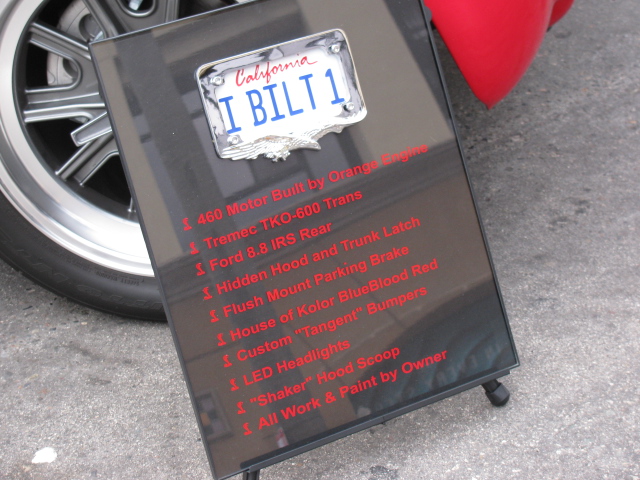 California
I BILT 1
460 Motor Built by Orange Engine
Tremec TKO-600 Trans
Ford 8.8 IRS Rear
Hidden Hood and Trunk Latch
Flush Mount Parking Brake
House of Kolor BlueBlood Red
Custom "Tangent" Bumpers
LED Headlights
"Shaker" Hood Scoop
All Work & Paint by Owner